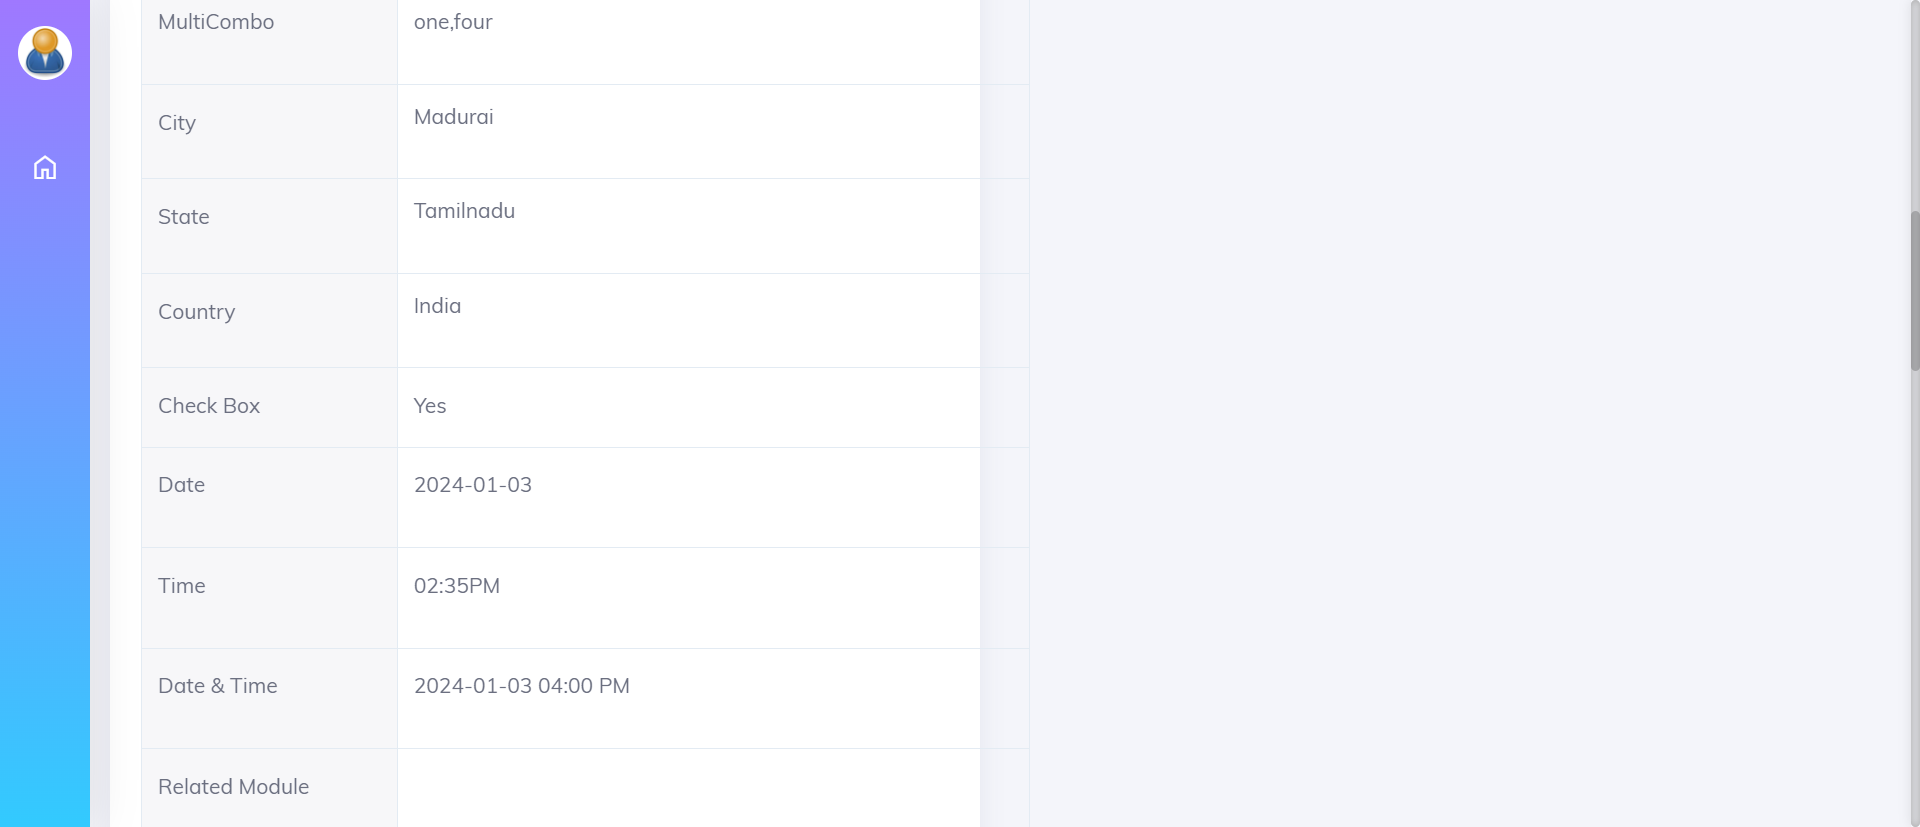 MultiCombo one,four
City Madurai
State Tamilnadu
Country India
Check Box Yes
Date 2024-01-03
Time 02:35PM
Date & Time 2024-01-03 04:00 PM
Related Module